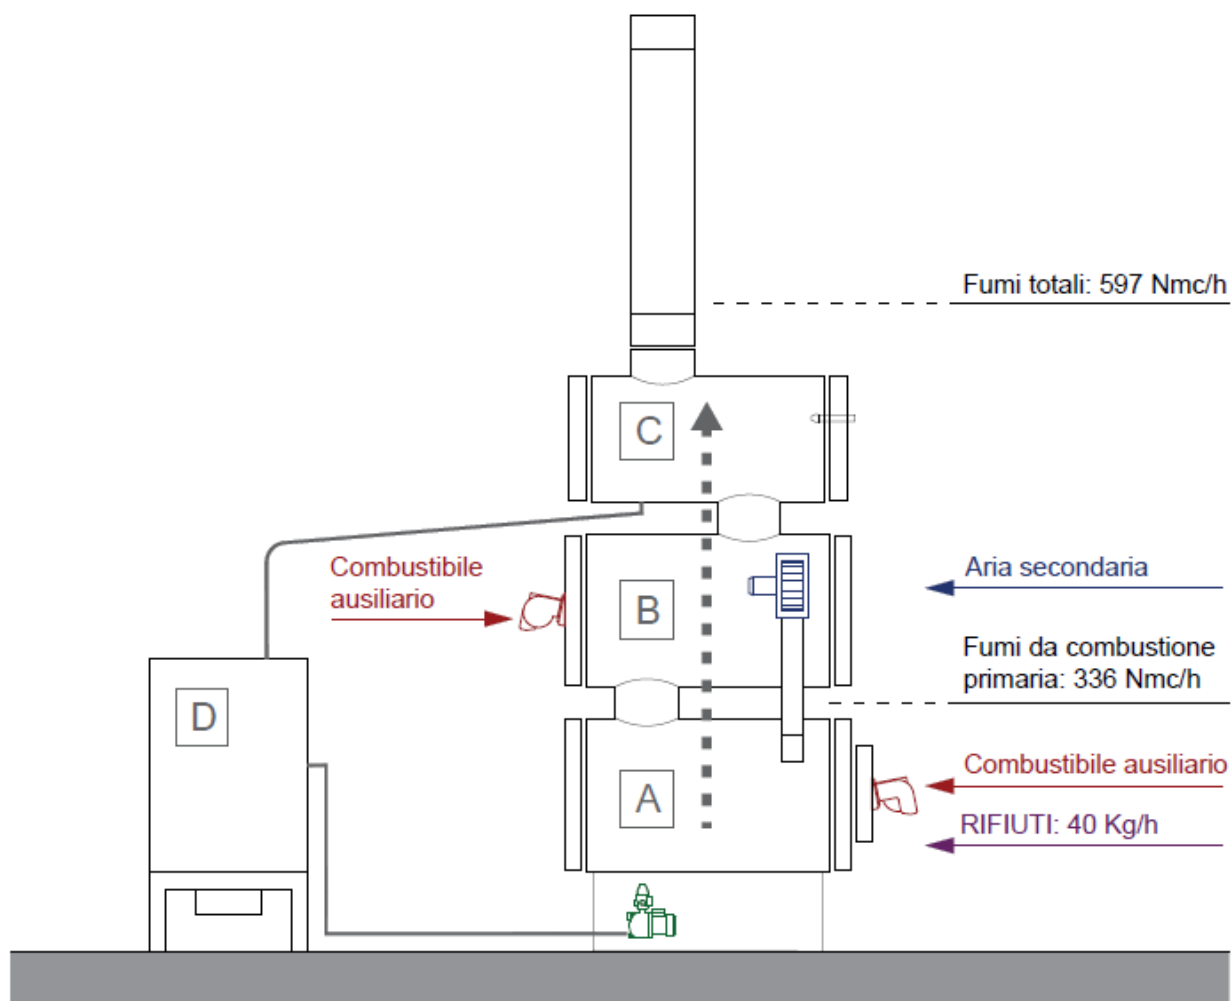 Fumi totali: 597 Nmc/h
C
Combustibile
ausiliario
Aria secondaria
B
Fumi da combustione
primaria: 336 Nmc/h
D
A
Combustibile ausiliario
RIFIUTI: 40 Kg/h